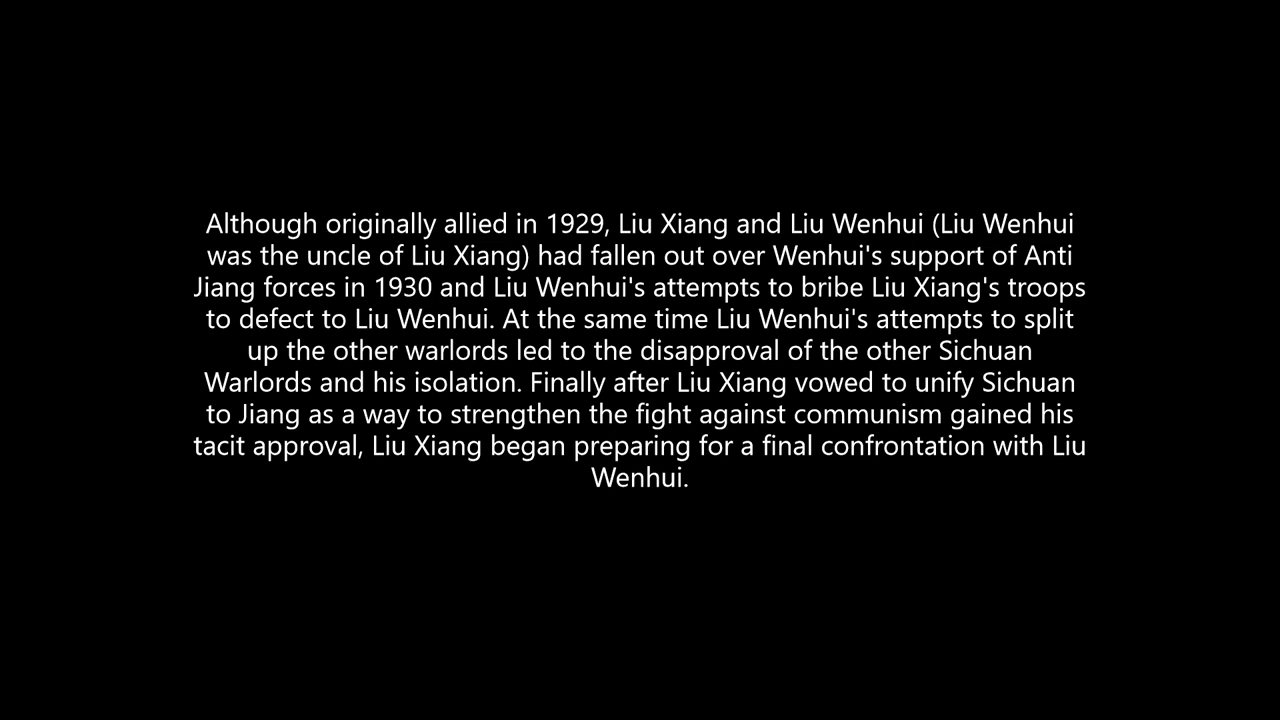 Although originally allied in 1929, Liu Xiang and Liu Wenhui (Liu Wenhui
was the uncle of Liu Xiang) had fallen out over Wenhui's support of Anti
Jiang forces in 1930 and Liu Wenhui's attempts to bribe Liu Xiang's troops
to defect to Liu Wenhui. At the same time Liu Wenhui's attempts to split
up the other warlords led to the disapproval of the other Sichuan
Warlords and his isolation. Finally after Liu Xiang vowed to unify Sichuan
to Jiang as a way to strengthen the fight against communism gained his
tacit approval, Liu Xiang began preparing for a final confrontation with Liu
Wenhui.